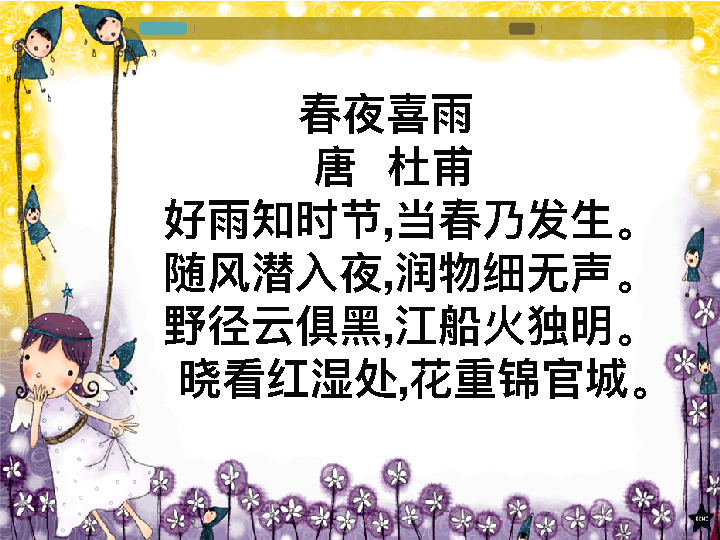 春夜喜雨
唐 杜甫
好雨知时节,当春乃发生。
随风潜入夜,润物细无声。
野径云俱黑,江船火独明。
晓看红湿处,花重锦官城。